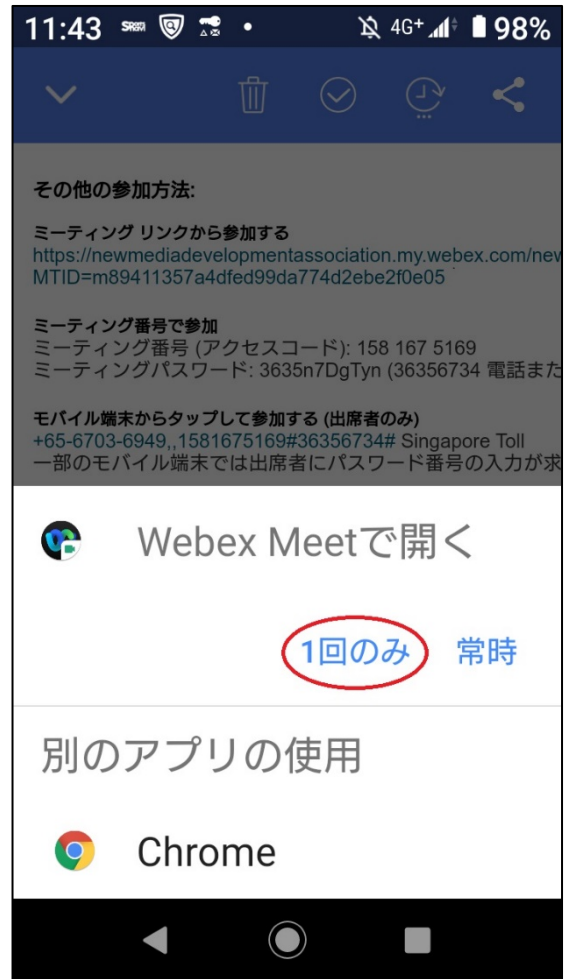 11:43 4G+ 98%
その他の参加方法:
ミーティング リンクから参加する
https://newmediadevelopmentassociation.my.webex.com/new
MTID=m89411357a4dfed99da774d2ebe2f0e05
ミーティング番号で参加
ミーティング番号 (アクセスコード): 158 167 5169
ミーティングパスワード: 3635n7DgTyn (36356734 電話また
モバイル端末からタップして参加する (出席者のみ)
+65-6703-6949,,1581675169#36356734# Singapore Toll
一部のモバイル端末では出席者にパスワード番号の入力が求
Webex Meetで開く
1回のみ 常時
別のアプリの使用
Chrome